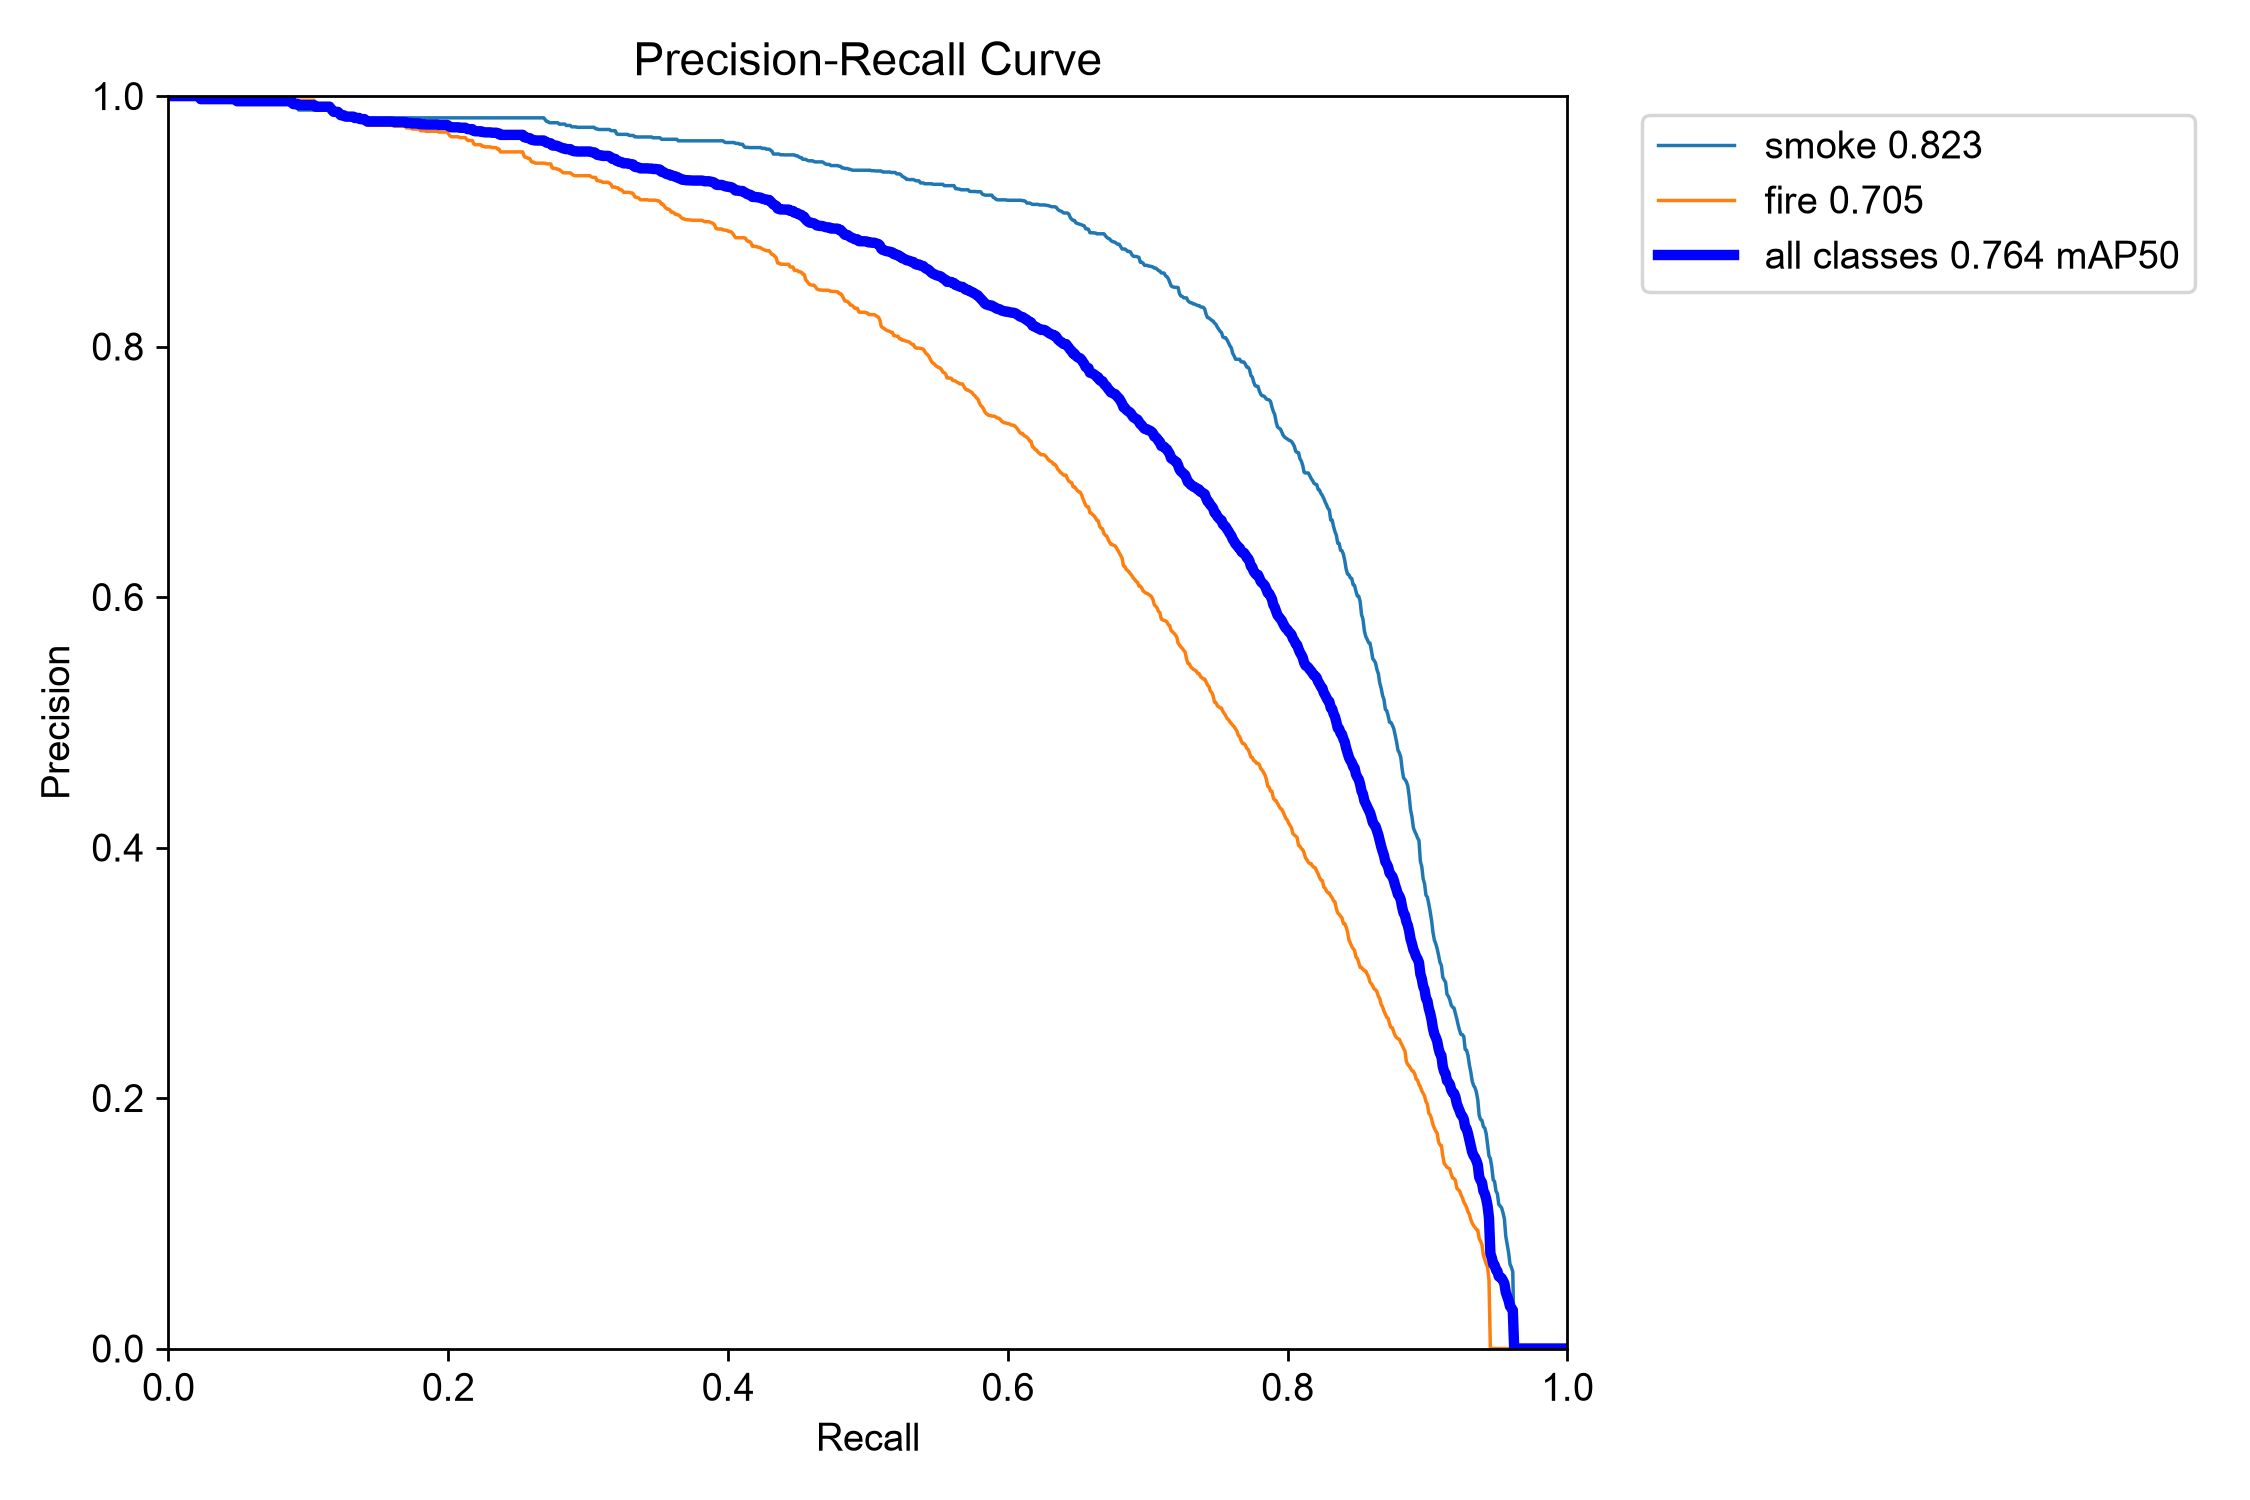 Precision-Recall Curve
1.0
0.8
0.6
0.4
0.2
0.0
Precision
0.0 0.2 0.4 0.6 0.8 1.0
Recall
smoke 0.823
fire 0.705
all classes 0.764 mAP50